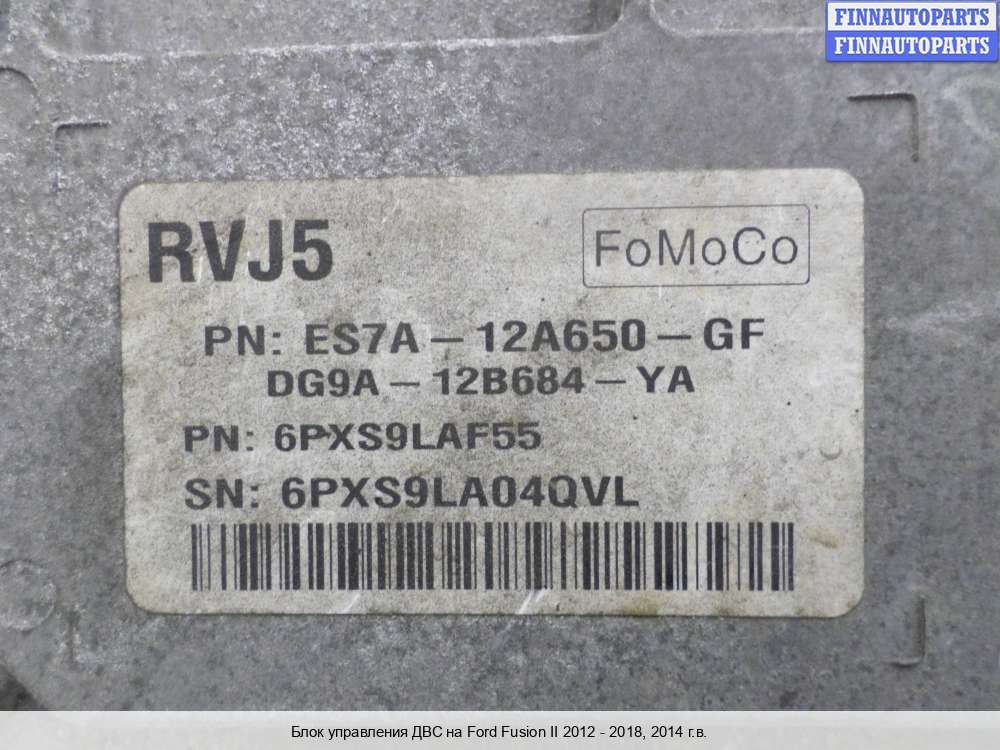 FINNAUTOPARTS
FINNAUTOPARTS
RVJ5
FoMoCo
PN: ES7A – 12A650 – GF
DG9A – 12B684 – YA
PN: 6PXS9LAF55
SN: 6PXS9LA04QVL
Блок управления ДВС на Ford Fusion II 2012 - 2018, 2014 г.в.